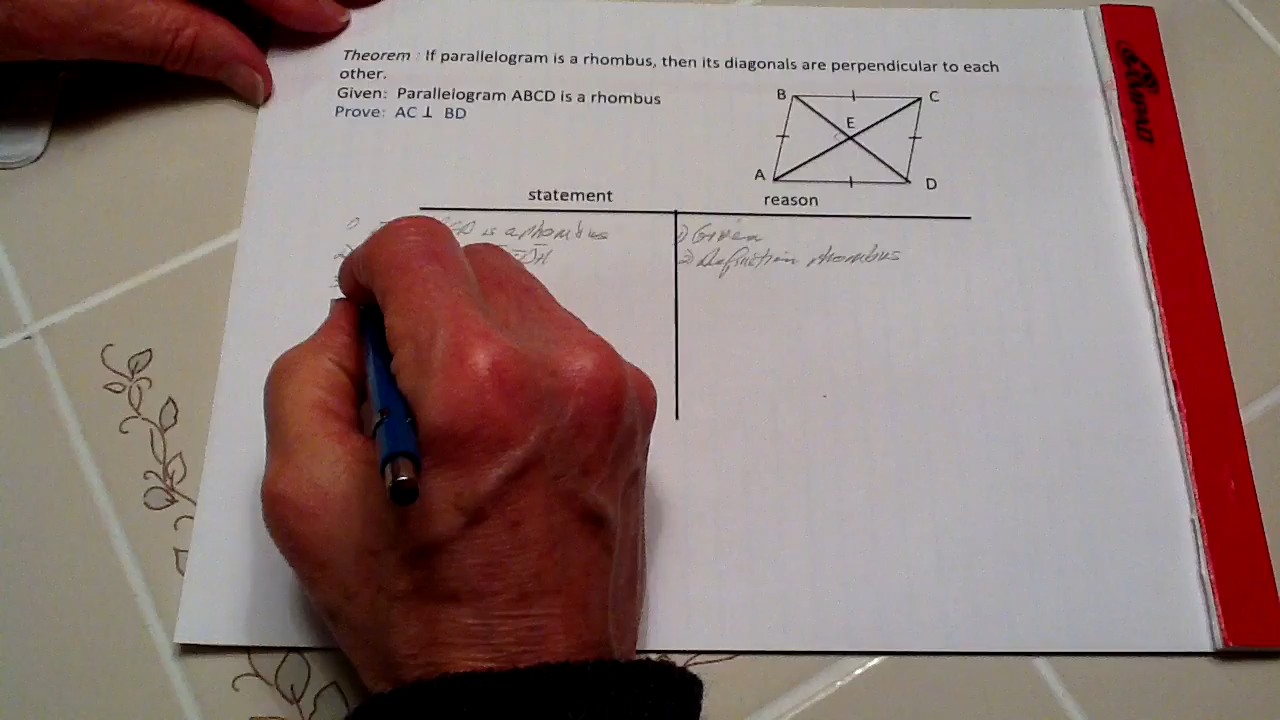 Theorem : If parallelogram is a rhombus, then its diagonals are perpendicular to each
other.
Given: Parallelogram ABCD is a rhombus
Prove: AC ⊥ BD
B C
E
A D
statement reason
is a rhombus 1) Given
2) Definition rhombus